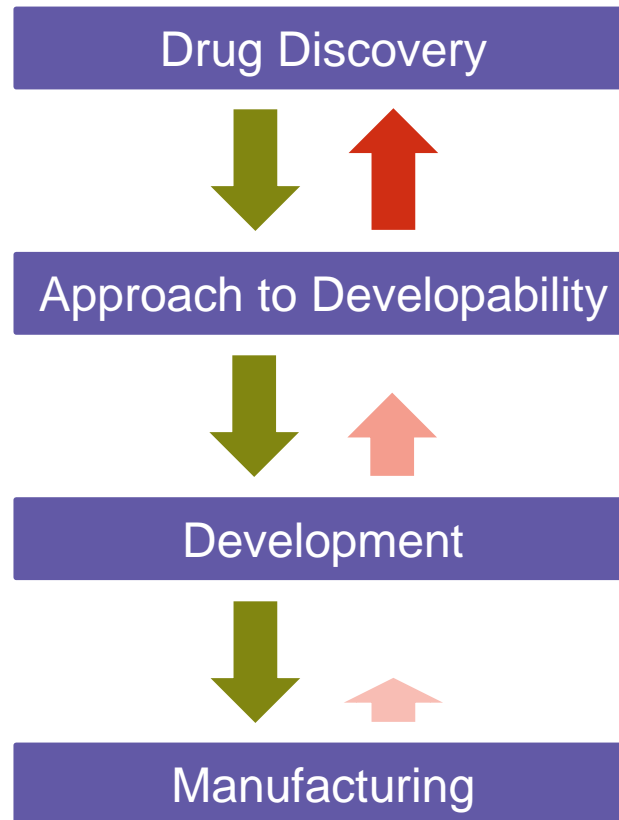 Drug Discovery
Approach to Developability
Development
Manufacturing